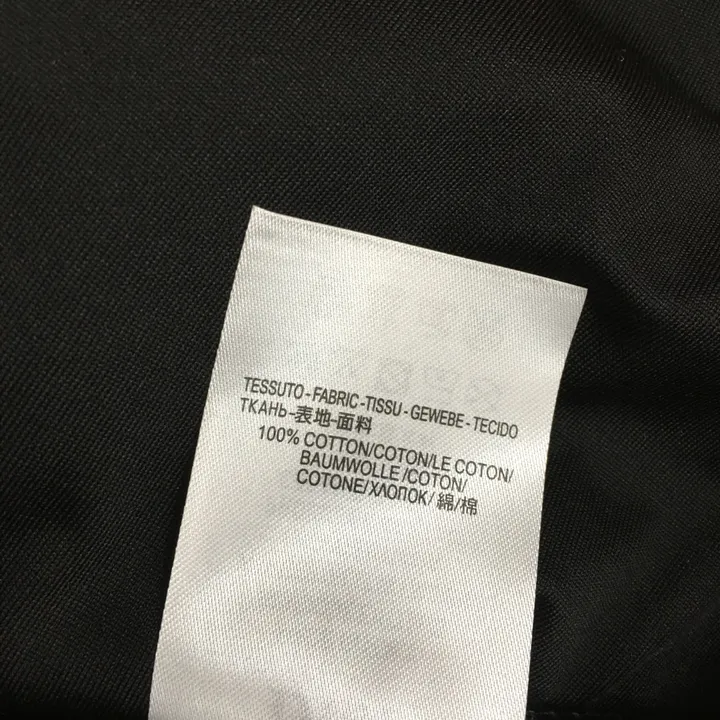 TESSUTO-FABRIC-TISSU-GEWEBE-TECIDO
ТКАНЬ-表地-面料
100% COTTON/COTON/LE COTON/
BAUMWOLLE/COTON/
COTONE/ХЛОПОК/ 綿/棉